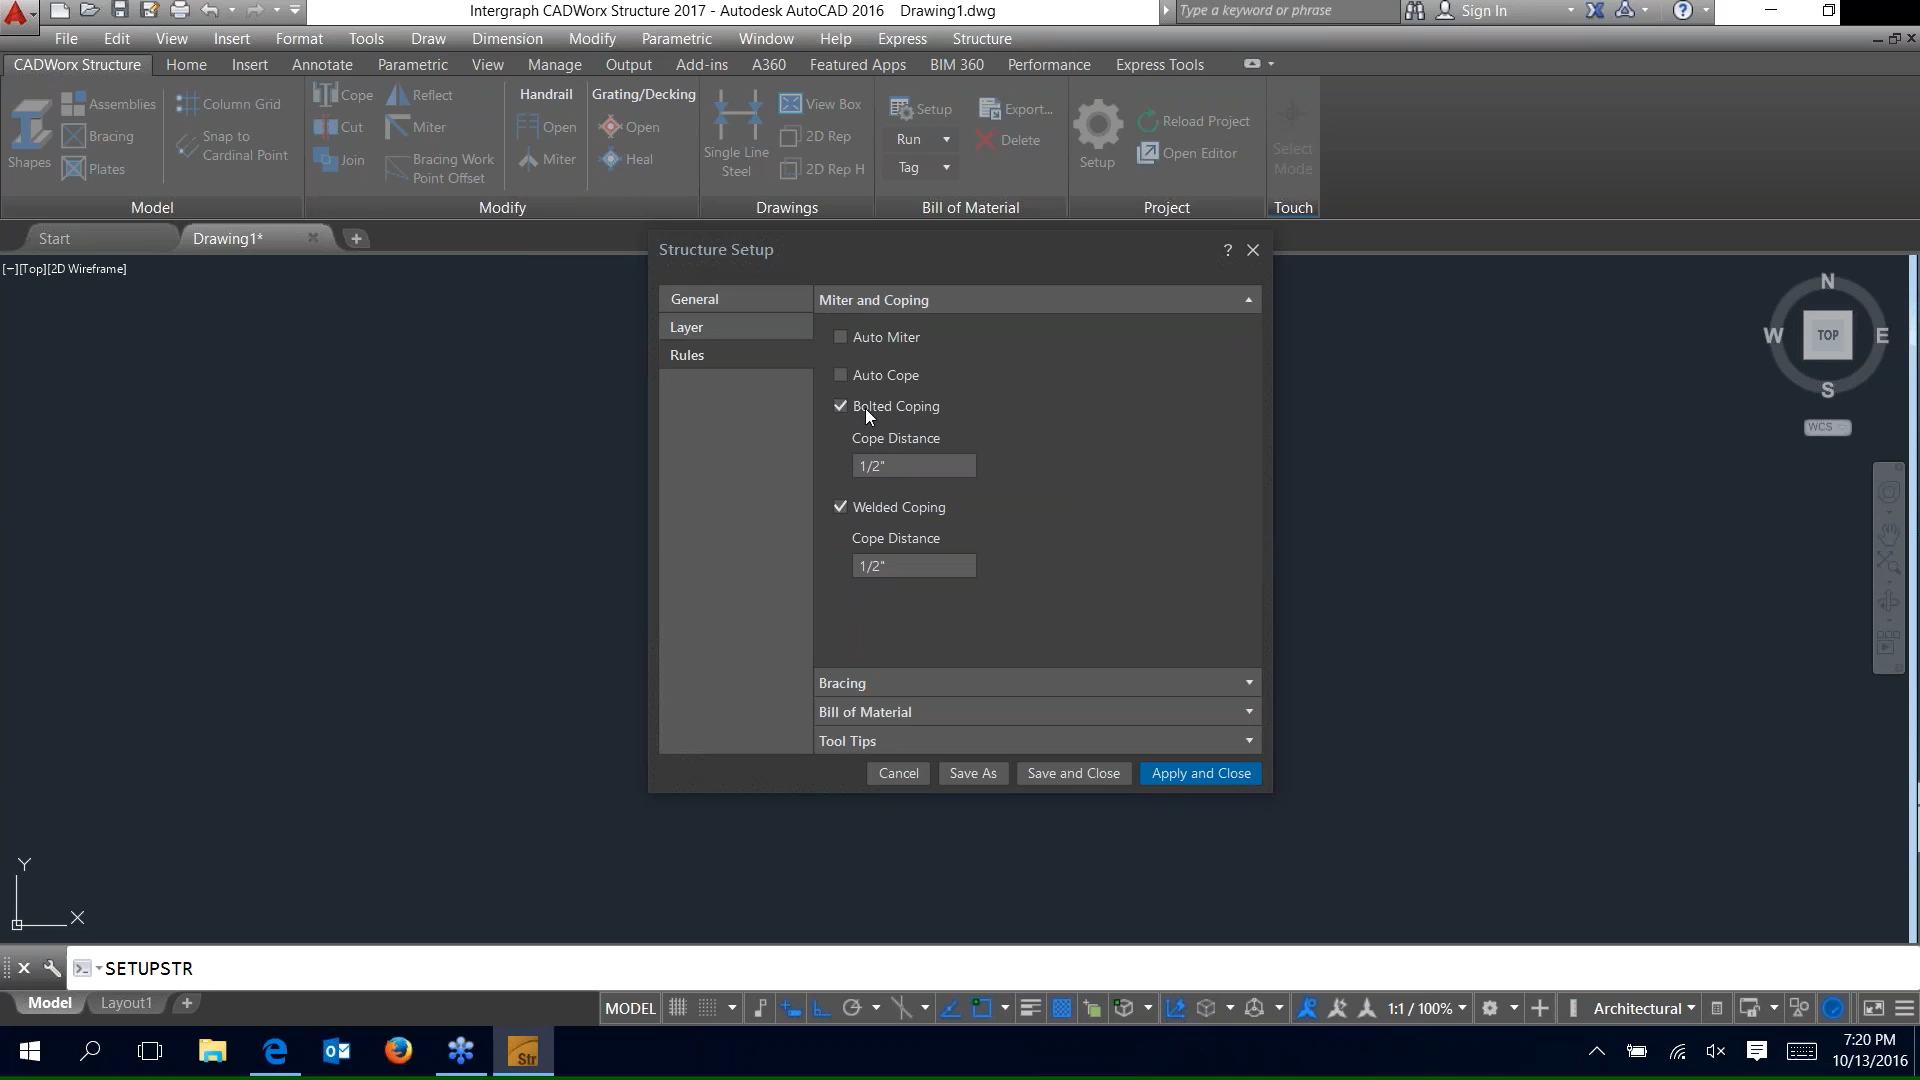 Intergraph CADWorx Structure 2017 - Autodesk AutoCAD 2016 Drawing1.dwg
Type a keyword or phrase
Sign In
File Edit View Insert Format Tools Draw Dimension Modify Parametric Window Help Express Structure
CADWorx Structure Home Insert Annotate Parametric View Manage Output Add-ins A360 Featured Apps BIM 360 Performance Express Tools
Shapes
Assemblies
Bracing
Plates
Column Grid
Snap to
Cardinal Point
Model
Cope
Cut
Join
Reflect
Miter
Bracing Work
Point Offset
Handrail
Open
Miter
Grating/Decking
Open
Heal
Modify
Single Line
Steel
View Box
2D Rep
2D Rep H
Drawings
Setup
Run
Tag
Export...
Delete
Bill of Material
Setup
Reload Project
Open Editor
Project
Select
Mode
Touch
Start
Drawing1*
[−][Top][2D Wireframe]
Structure Setup
?
General
Layer
Rules
Miter and Coping
Auto Miter
Auto Cope
Bolted Coping
Cope Distance
1/2"
Welded Coping
Cope Distance
1/2"
Bracing
Bill of Material
Tool Tips
Cancel
Save As
Save and Close
Apply and Close
N
W
TOP
E
S
WCS
Y
X
SETUPSTR
Model
Layout1
MODEL
1:1 / 100%
Architectural
Str
7:20 PM
10/13/2016